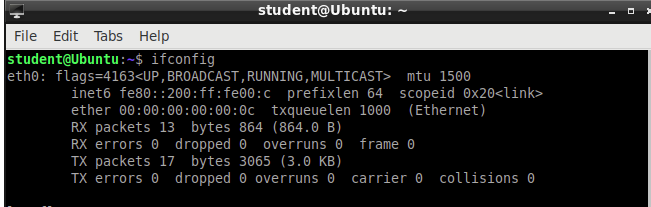 student@Ubuntu: ~
File Edit Tabs Help
student@Ubuntu:~$ ifconfig
eth0: flags=4163<UP,BROADCAST,RUNNING,MULTICAST>  mtu 1500
        inet6 fe80::200:ff:fe00:c  prefixlen 64  scopeid 0x20<link>
        ether 00:00:00:00:00:0c  txqueuelen 1000  (Ethernet)
        RX packets 13  bytes 864 (864.0 B)
        RX errors 0  dropped 0  overruns 0  frame 0
        TX packets 17  bytes 3065 (3.0 KB)
        TX errors 0  dropped 0 overruns 0  carrier 0  collisions 0